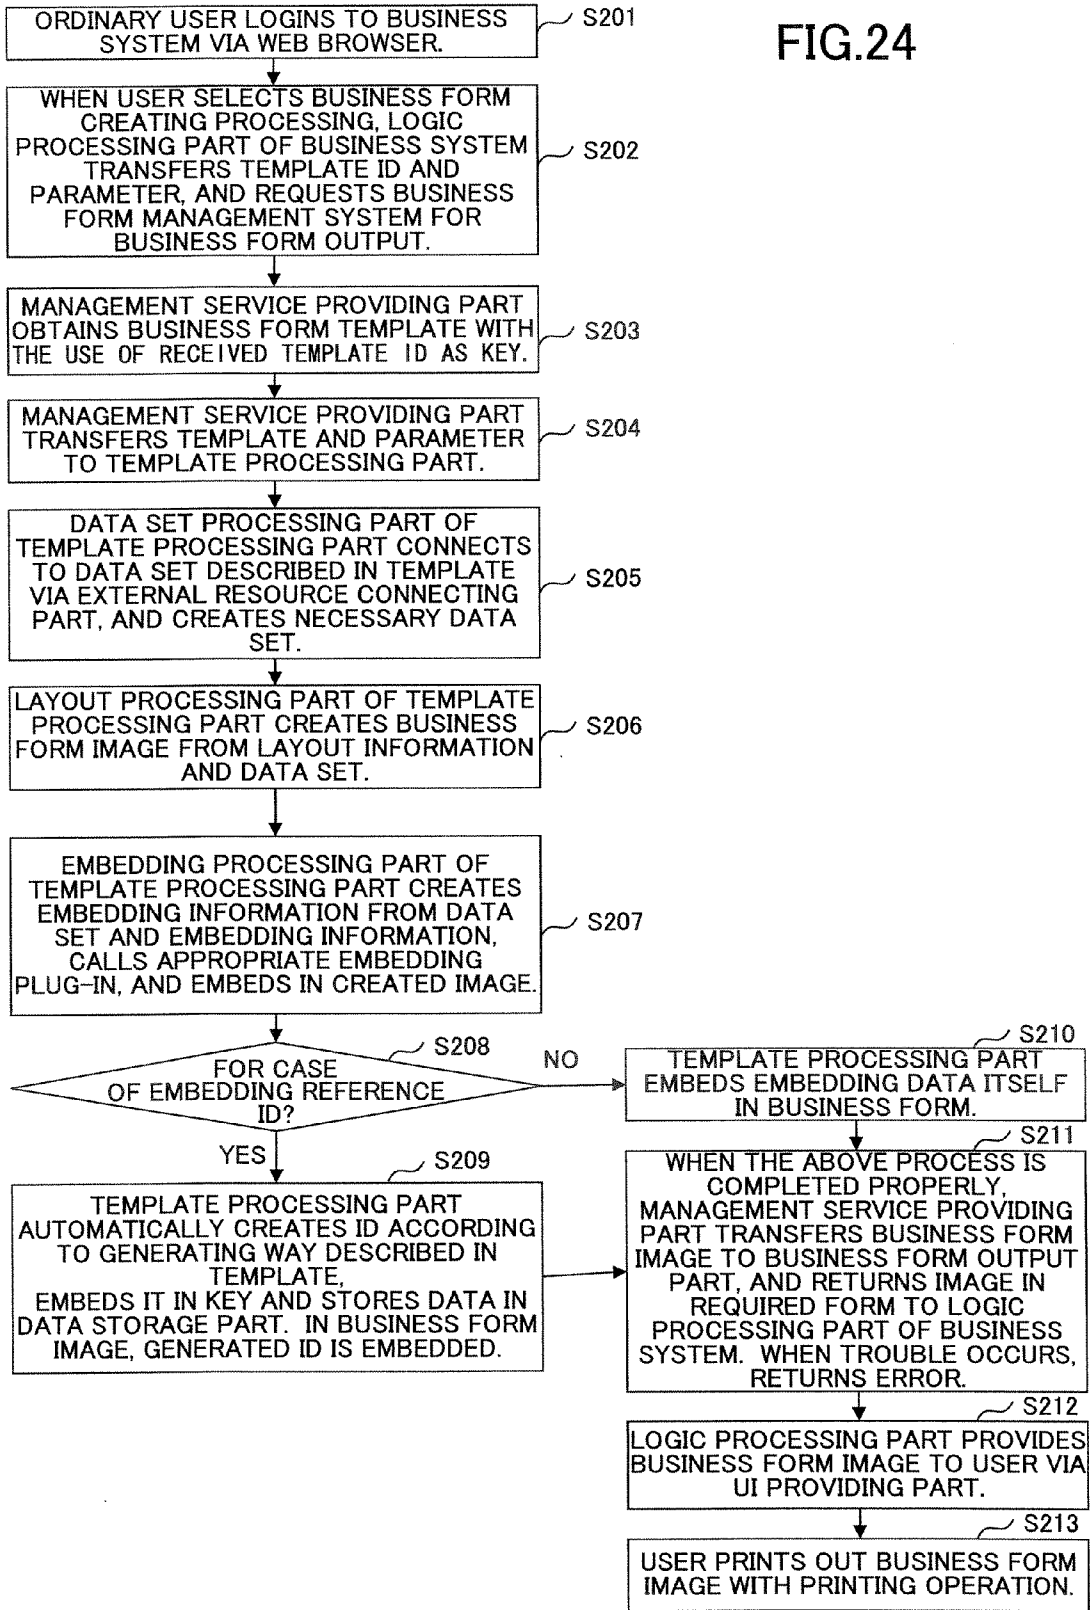 FIG.24
ORDINARY USER LOGINS TO BUSINESS
SYSTEM VIA WEB BROWSER.
S201
WHEN USER SELECTS BUSINESS FORM
CREATING PROCESSING, LOGIC
PROCESSING PART OF BUSINESS SYSTEM
TRANSFERS TEMPLATE ID AND
PARAMETER, AND REQUESTS BUSINESS
FORM MANAGEMENT SYSTEM FOR
BUSINESS FORM OUTPUT.
S202
MANAGEMENT SERVICE PROVIDING PART
OBTAINS BUSINESS FORM TEMPLATE WITH
THE USE OF RECEIVED TEMPLATE ID AS KEY.
S203
MANAGEMENT SERVICE PROVIDING PART
TRANSFERS TEMPLATE AND PARAMETER
TO TEMPLATE PROCESSING PART.
S204
DATA SET PROCESSING PART OF
TEMPLATE PROCESSING PART CONNECTS
TO DATA SET DESCRIBED IN TEMPLATE
VIA EXTERNAL RESOURCE CONNECTING
PART, AND CREATES NECESSARY DATA
SET.
S205
LAYOUT PROCESSING PART OF TEMPLATE
PROCESSING PART CREATES BUSINESS
FORM IMAGE FROM LAYOUT INFORMATION
AND DATA SET.
S206
EMBEDDING PROCESSING PART OF
TEMPLATE PROCESSING PART CREATES
EMBEDDING INFORMATION FROM DATA
SET AND EMBEDDING INFORMATION,
CALLS APPROPRIATE EMBEDDING
PLUG-IN, AND EMBEDS IN CREATED IMAGE.
S207
FOR CASE
OF EMBEDDING REFERENCE
ID?
S208
NO
YES
S209
TEMPLATE PROCESSING PART
AUTOMATICALLY CREATES ID ACCORDING
TO GENERATING WAY DESCRIBED IN
TEMPLATE,
EMBEDS IT IN KEY AND STORES DATA IN
DATA STORAGE PART. IN BUSINESS FORM
IMAGE, GENERATED ID IS EMBEDDED.
S210
TEMPLATE PROCESSING PART
EMBEDS EMBEDDING DATA ITSELF
IN BUSINESS FORM.
S211
WHEN THE ABOVE PROCESS IS
COMPLETED PROPERLY,
MANAGEMENT SERVICE PROVIDING
PART TRANSFERS BUSINESS FORM
IMAGE TO BUSINESS FORM OUTPUT
PART, AND RETURNS IMAGE IN
REQUIRED FORM TO LOGIC
PROCESSING PART OF BUSINESS
SYSTEM. WHEN TROUBLE OCCURS,
RETURNS ERROR.
S212
LOGIC PROCESSING PART PROVIDES
BUSINESS FORM IMAGE TO USER VIA
UI PROVIDING PART.
S213
USER PRINTS OUT BUSINESS FORM
IMAGE WITH PRINTING OPERATION.